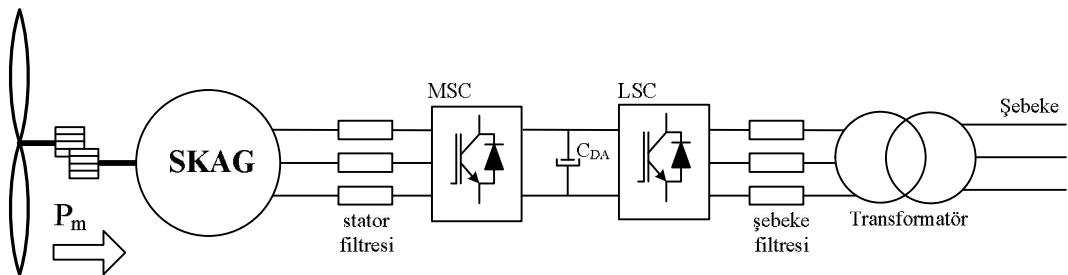 MSC
LSC
Şebeke
SKAG
C_DA
P_m
stator
filtresi
şebeke
filtresi
Transformatör